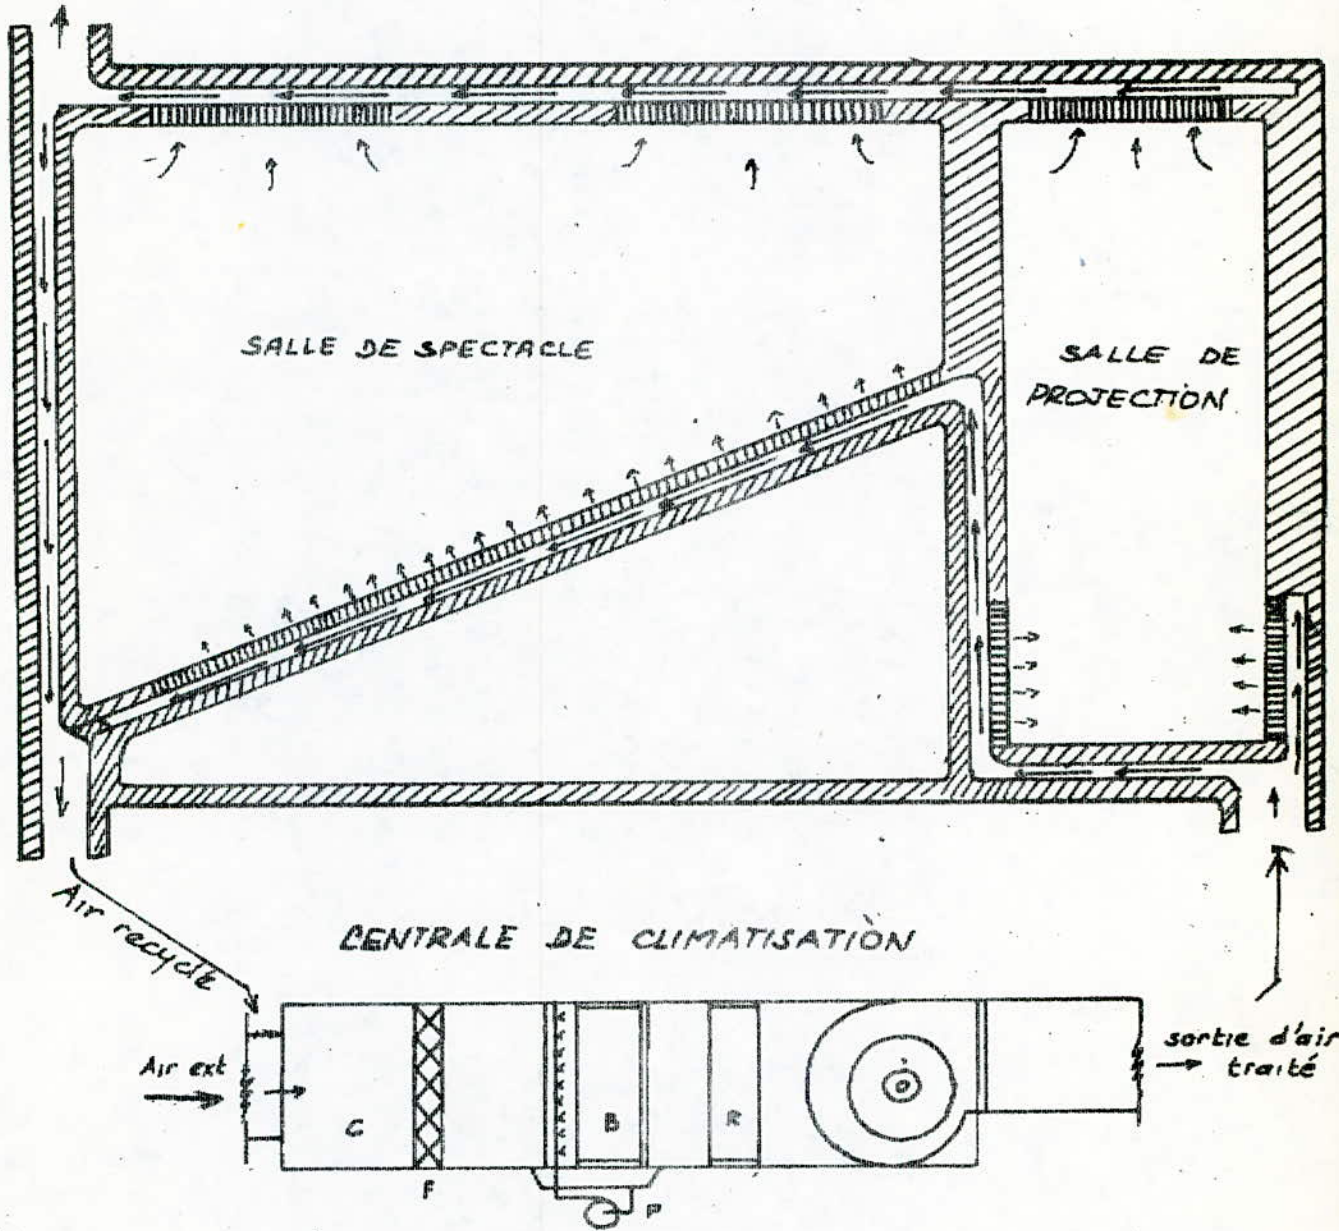 SALLE DE SPECTACLE
SALLE DE
PROJECTION
Air recyclé
CENTRALE DE CLIMATISATION
Air ext
sortie d'air
traité
C
B
R
F
P